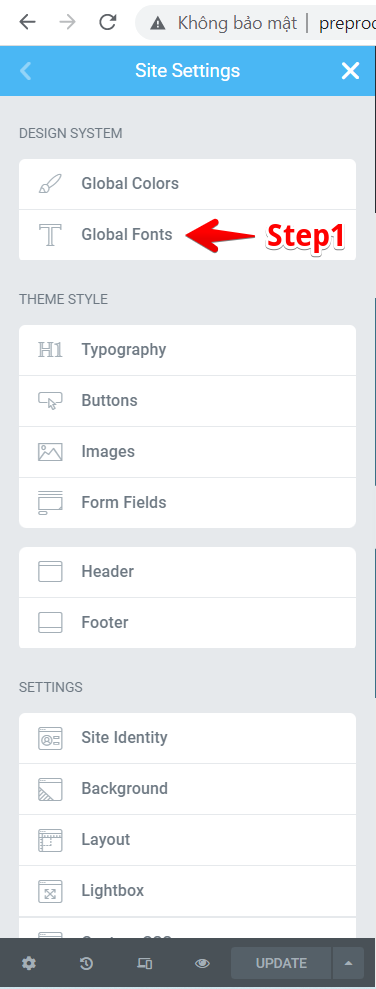 Không bảo mật | preprod
Site Settings
DESIGN SYSTEM
Global Colors
Global Fonts
Step1
THEME STYLE
H1 Typography
Buttons
Images
Form Fields
Header
Footer
SETTINGS
Site Identity
Background
Layout
Lightbox
UPDATE